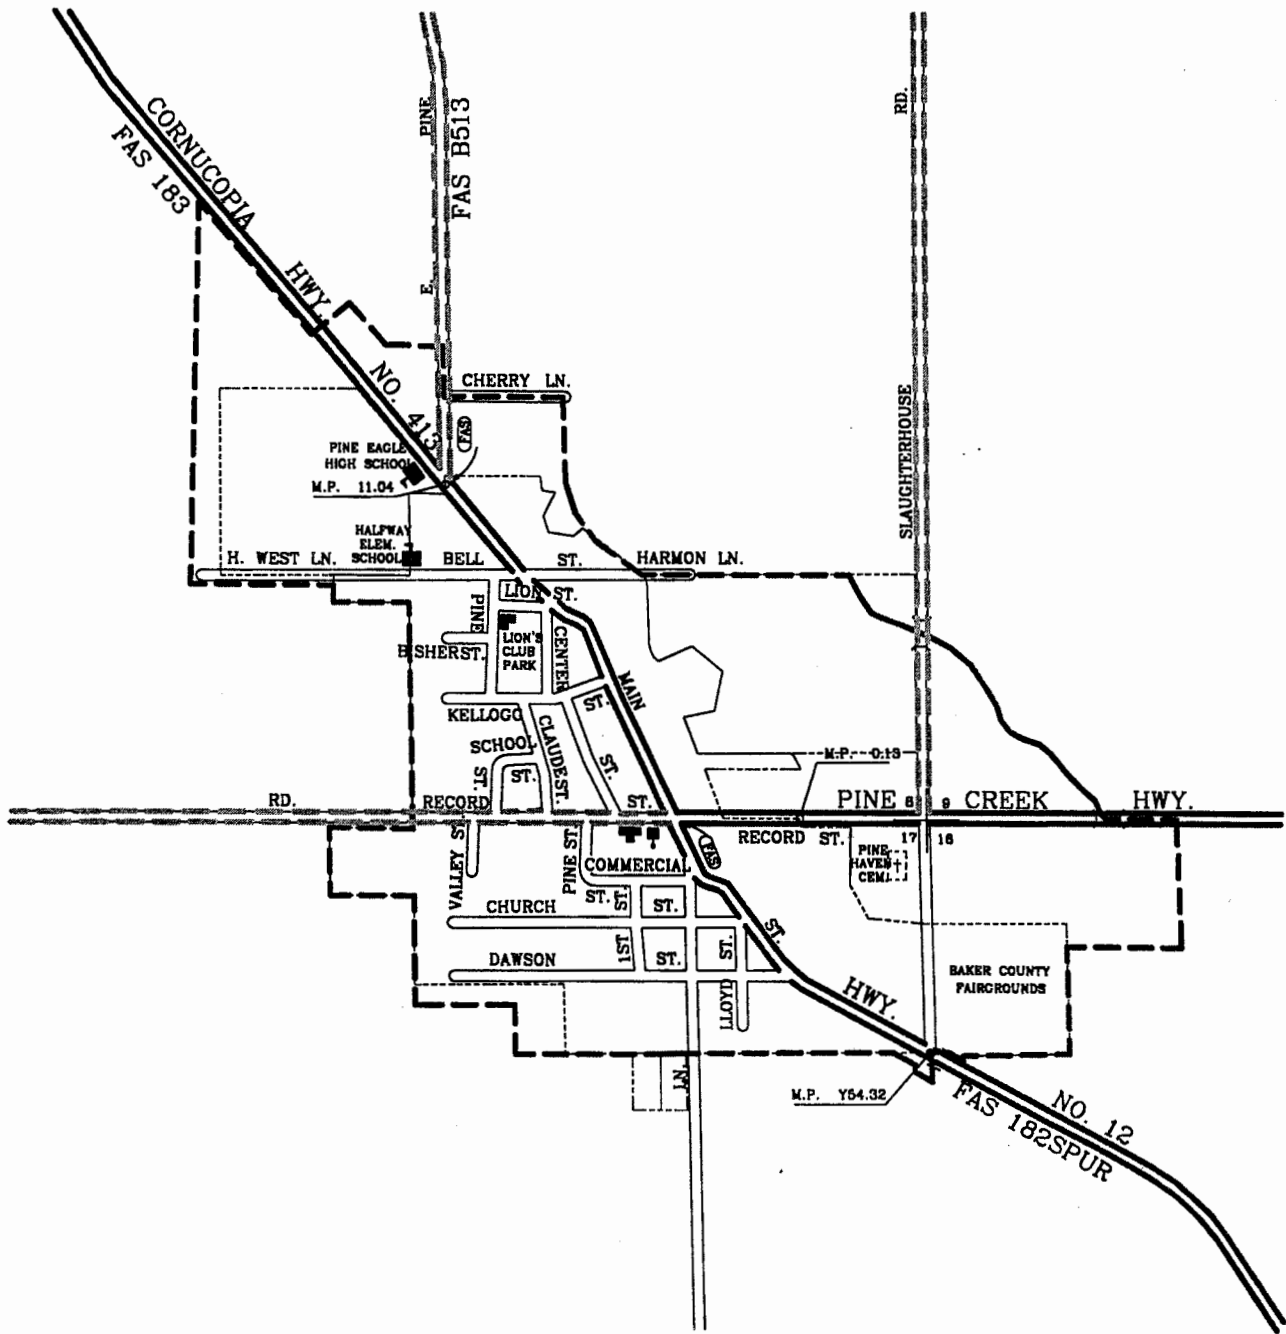 CORNUCOPIA HWY. NO. 413
FAS 183
E. PINE
FAS B513
SLAUGHTERHOUSE RD.
CHERRY LN.
FAS
PINE EAGLE
HIGH SCHOOL
M.P. 11.04
HALFWAY
ELEM.
SCHOOL
H. WEST LN.
BELL ST.
HARMON LN.
LION ST.
PINE
LION'S
CLUB
PARK
CENTER
ST.
BISHER ST.
MAIN
ST.
KELLOGG
ST.
CLAUDE ST.
SCHOOL
ST.
ST.
M.P. 0.13
RD.
RECORD ST.
PINE CREEK HWY.
8 9
17 16
RECORD ST.
FAS
PINE
HAVEN
CEM.
VALLEY ST.
PINE ST.
COMMERCIAL
ST.
1ST
ST.
CHURCH ST.
DAWSON ST.
LLOYD ST.
BAKER COUNTY
FAIRGROUNDS
LN.
M.P. Y54.32
HWY. NO. 12
FAS 182SPUR